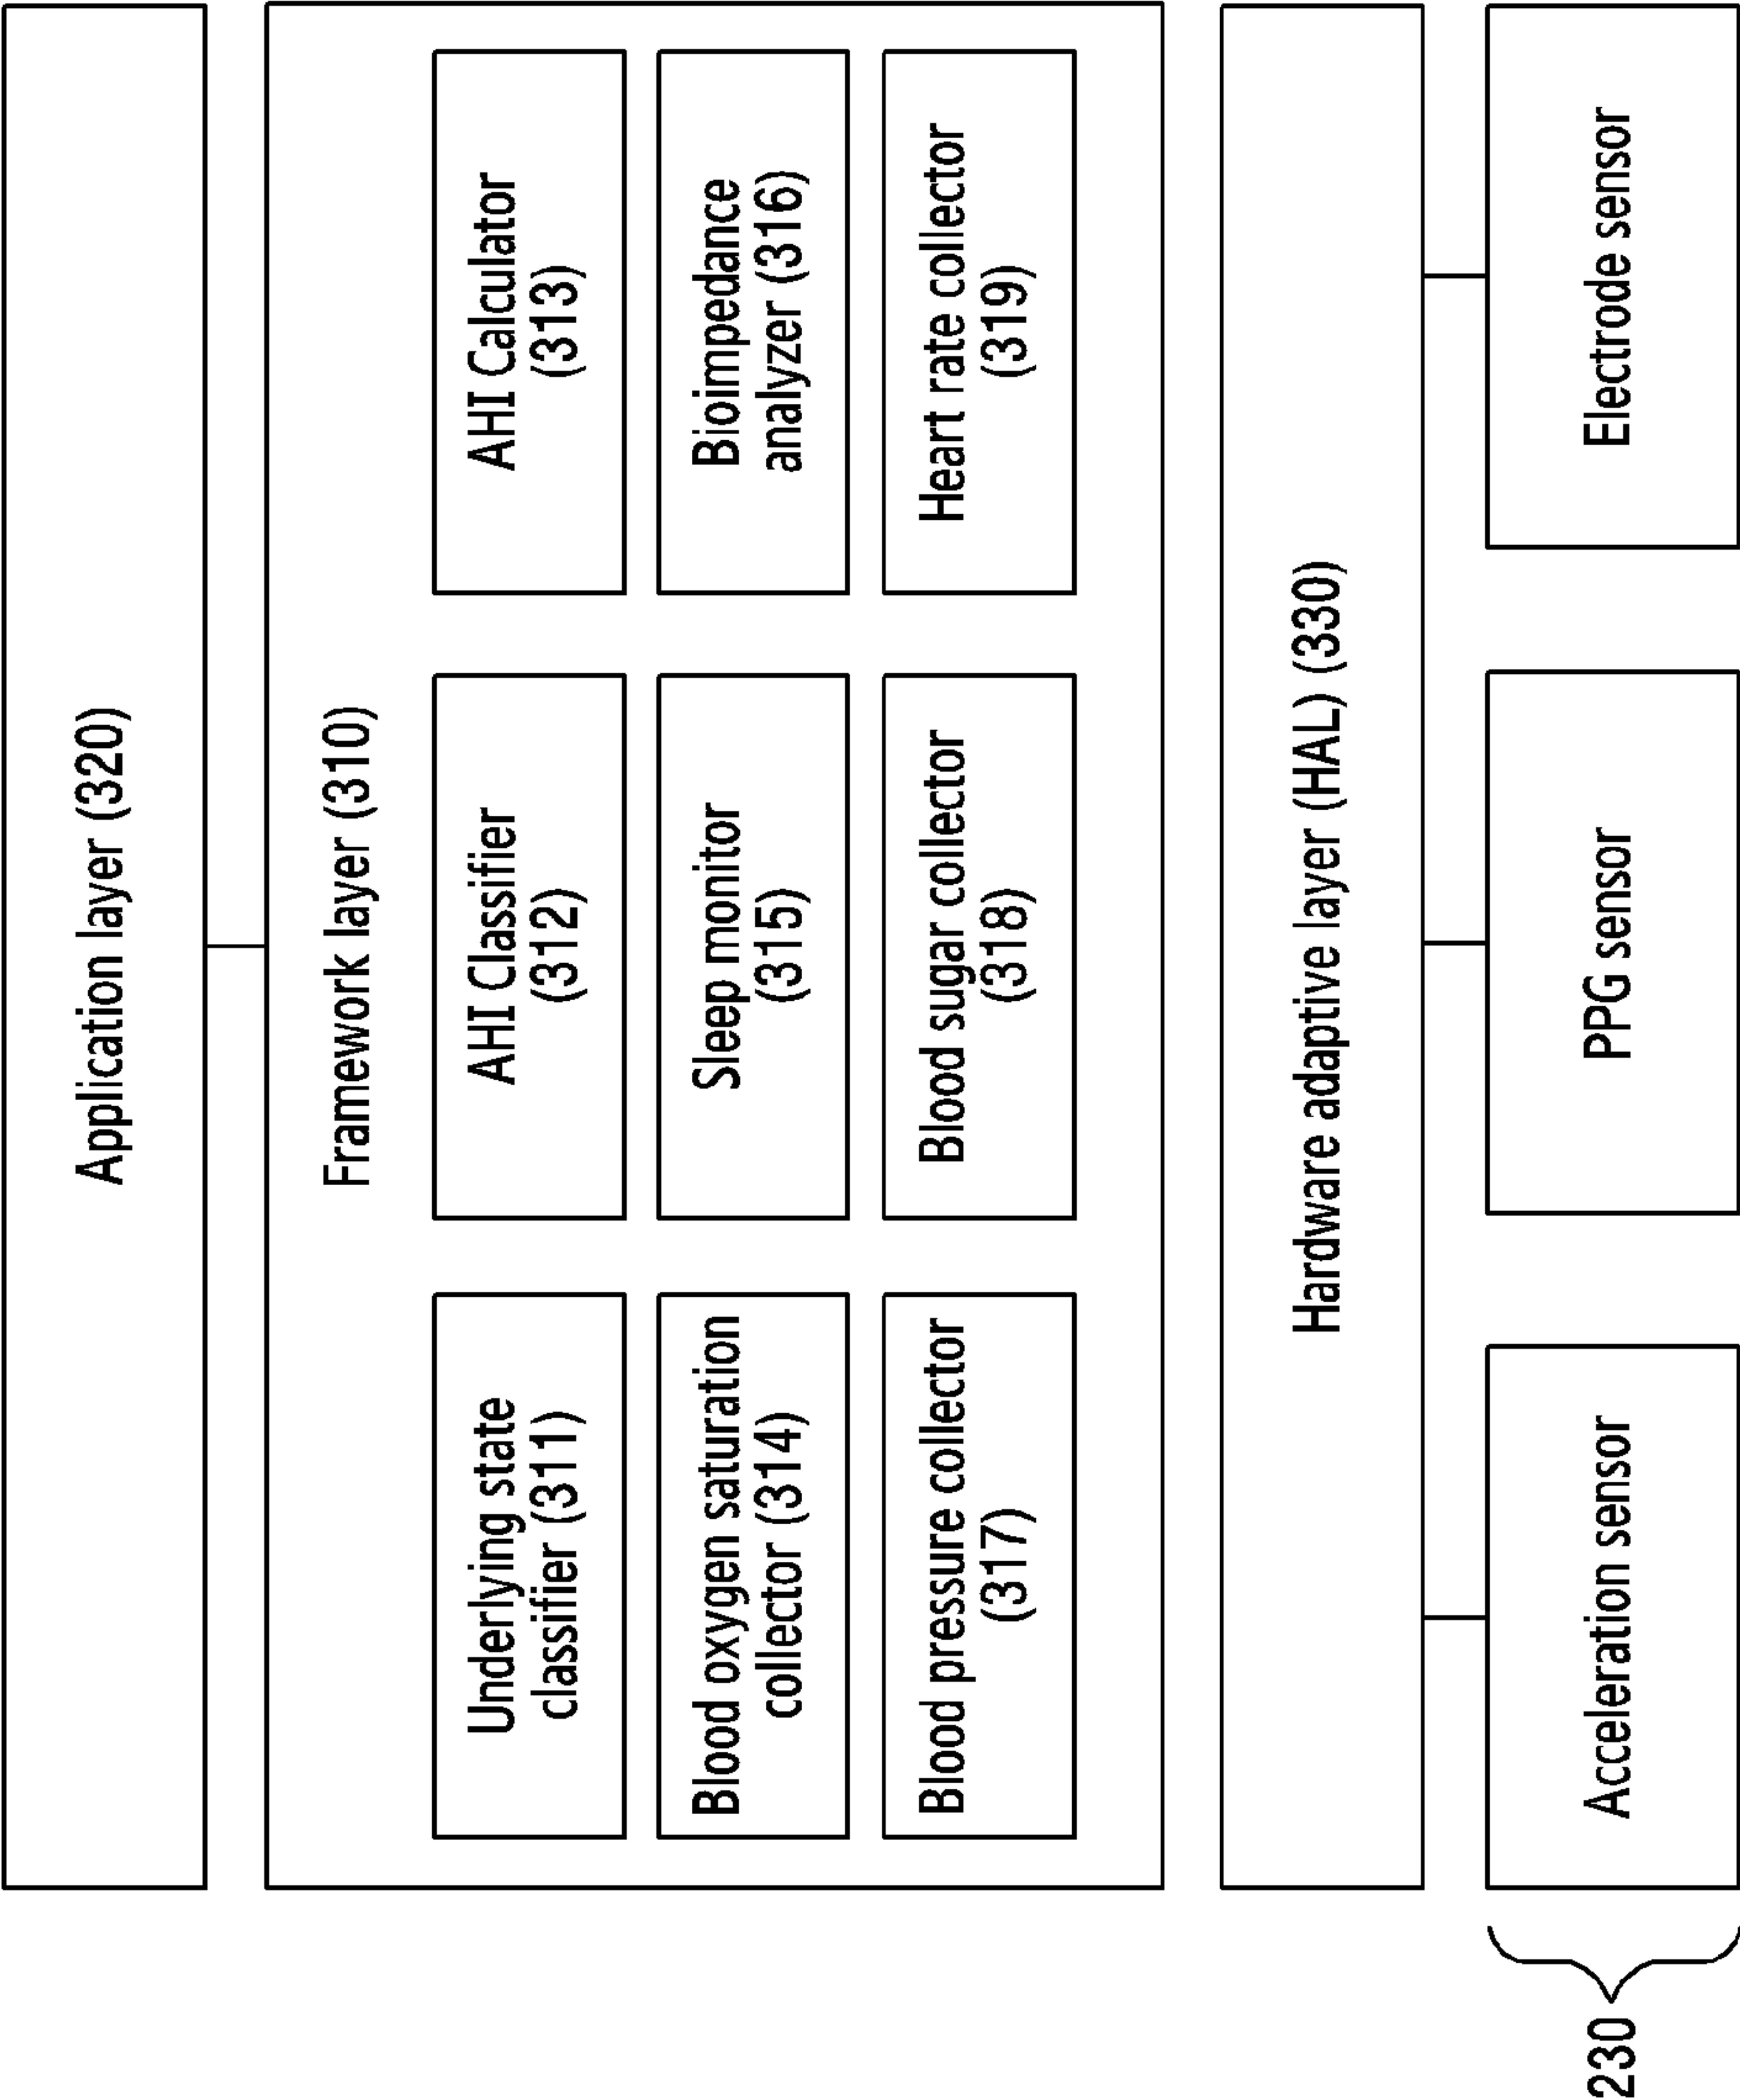 Application layer (320)
Framework layer (310)
Underlying state
classifier (311)
AHI Classifier
(312)
AHI Calculator
(313)
Blood oxygen saturation
collector (314)
Sleep monitor
(315)
Bioimpedance
analyzer (316)
Blood pressure collector
(317)
Blood sugar collector
(318)
Heart rate collector
(319)
Hardware adaptive layer (HAL) (330)
230
Acceleration sensor
PPG sensor
Electrode sensor